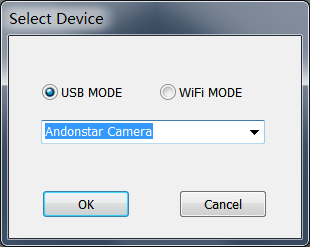 Select Device
USB MODE WiFi MODE
Andonstar Camera
OK Cancel